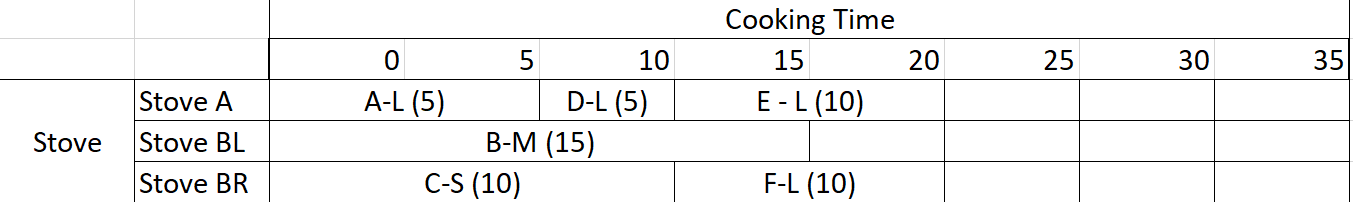 Cooking Time
0 5 10 15 20 25 30 35
Stove A A-L (5) D-L (5) E - L (10)
Stove Stove BL B-M (15)
Stove BR C-S (10) F-L (10)